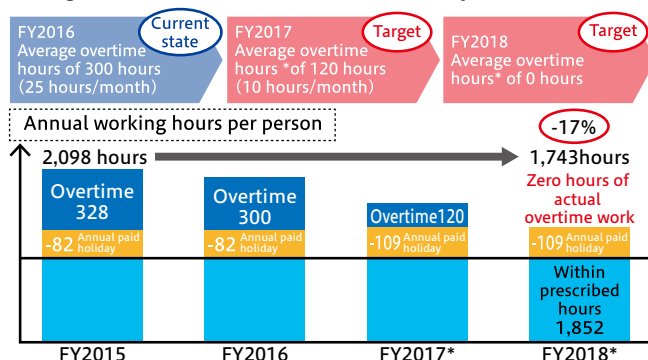 FY2016
Average overtime
hours of 300 hours
(25 hours/month)
Current
state
FY2017
Average overtime
hours *of 120 hours
(10 hours/month)
Target
FY2018
Average overtime
hours* of 0 hours
Target
Annual working hours per person
-17%
2,098 hours
1,743hours
Zero hours of
actual
overtime work
Overtime
328
Overtime
300
Overtime120
-82 Annual paid
holiday
-82 Annual paid
holiday
-109 Annual paid
holiday
-109 Annual paid
holiday
Within
prescribed
hours
1,852
FY2015
FY2016
FY2017*
FY2018*